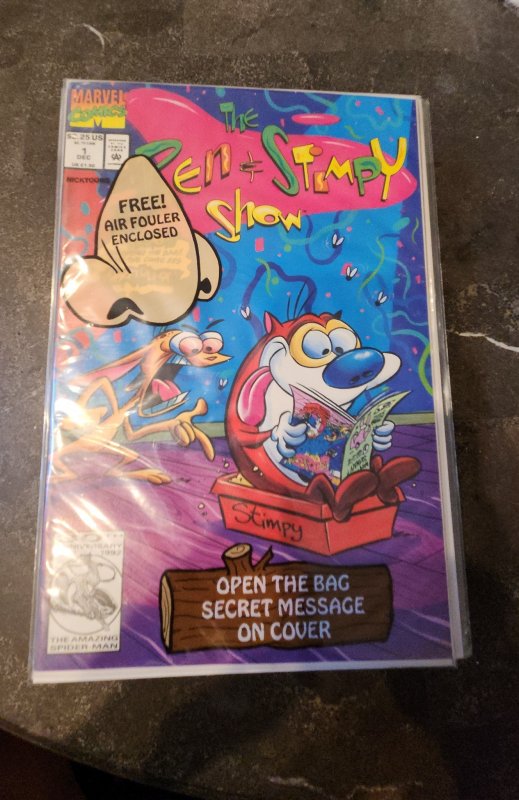 MARVEL
COMICS
M
$2.25 US
1
DEC
NICKTOONS
THE
REN & STIMPY
SHOW
FREE!
AIR FOULER
ENCLOSED
Stimpy
OPEN THE BAG
SECRET MESSAGE
ON COVER
ANNIVERSARY
1992
THE AMAZING
SPIDER-MAN